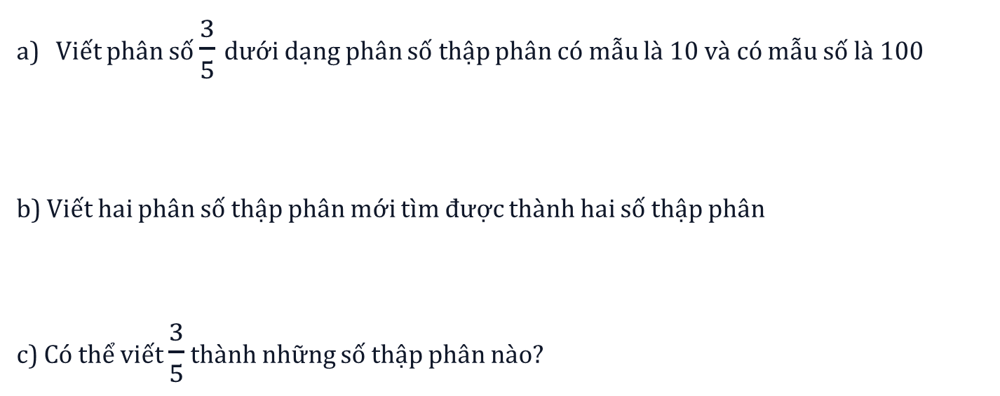 a) Viết phân số 3/5 dưới dạng phân số thập phân có mẫu là 10 và có mẫu số là 100
b) Viết hai phân số thập phân mới tìm được thành hai số thập phân
c) Có thể viết 3/5 thành những số thập phân nào?